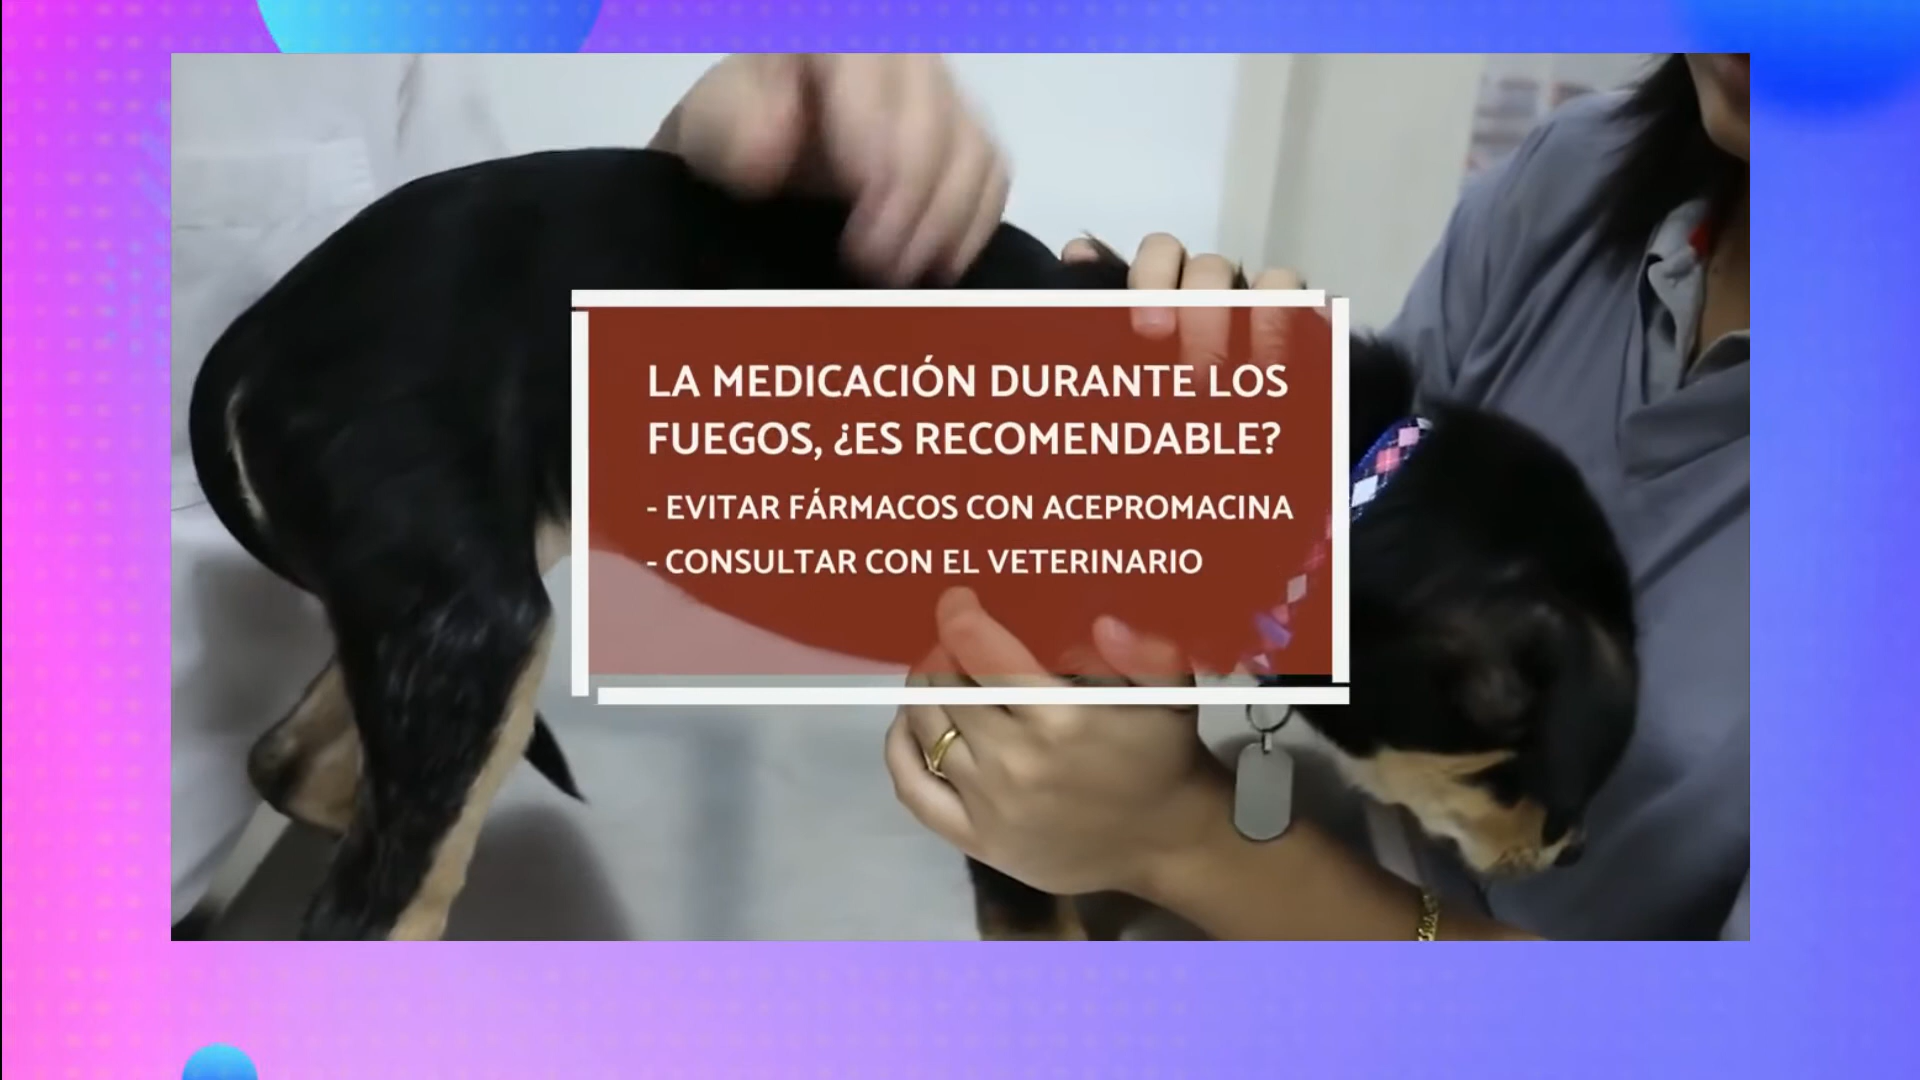 LA MEDICACIÓN DURANTE LOS
FUEGOS, ¿ES RECOMENDABLE?
- EVITAR FÁRMACOS CON ACEPROMACINA
- CONSULTAR CON EL VETERINARIO